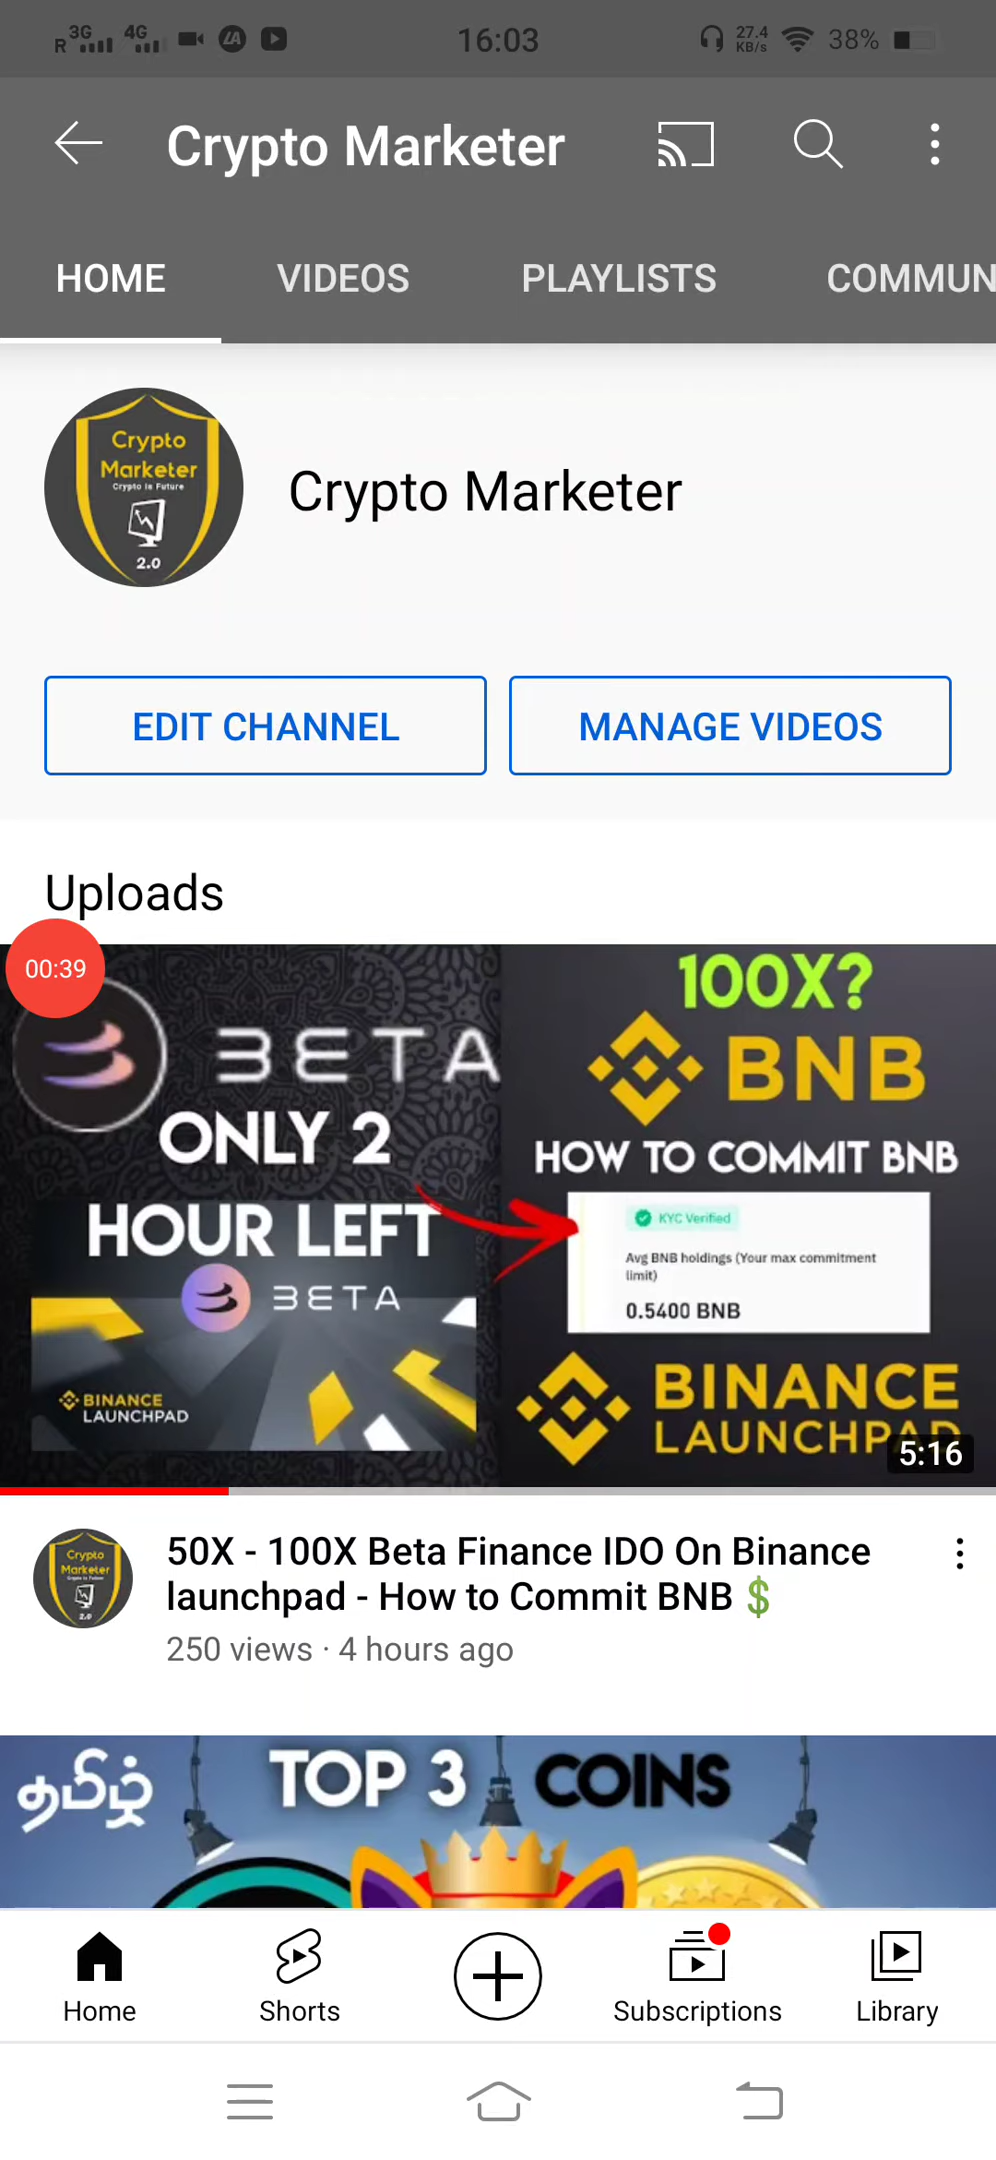 R 3G 4G 16:03 27.4 KB/s 38%
Crypto Marketer
HOME VIDEOS PLAYLISTS COMMUN
Crypto
Marketer
Crypto is Future
2.0
Crypto Marketer
EDIT CHANNEL MANAGE VIDEOS
Uploads
00:39
BETA
ONLY 2
HOUR LEFT
BETA
BINANCE
LAUNCHPAD
100X?
BNB
HOW TO COMMIT BNB
KYC Verified
Avg BNB holdings (Your max commitment
limit)
0.5400 BNB
BINANCE
LAUNCHPAD
5:16
Crypto
Marketer
2.0
50X - 100X Beta Finance IDO On Binance
launchpad - How to Commit BNB 💲
250 views · 4 hours ago
தமிழ் TOP 3 COINS
Home Shorts Subscriptions Library